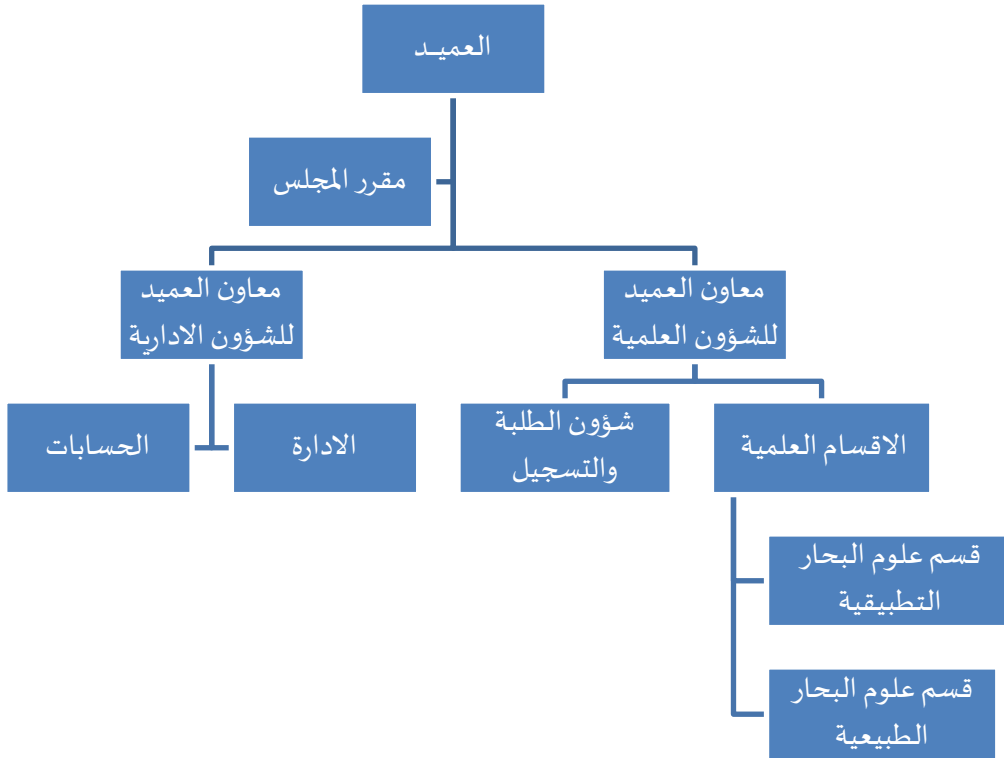 العميـد
مقرر المجلس
معاون العميد
للشؤون العلمية
معاون العميد
للشؤون الادارية
الاقسام العلمية
شؤون الطلبة
والتسجيل
الادارة
الحسابات
قسم علوم البحار
التطبيقية
قسم علوم البحار
الطبيعية